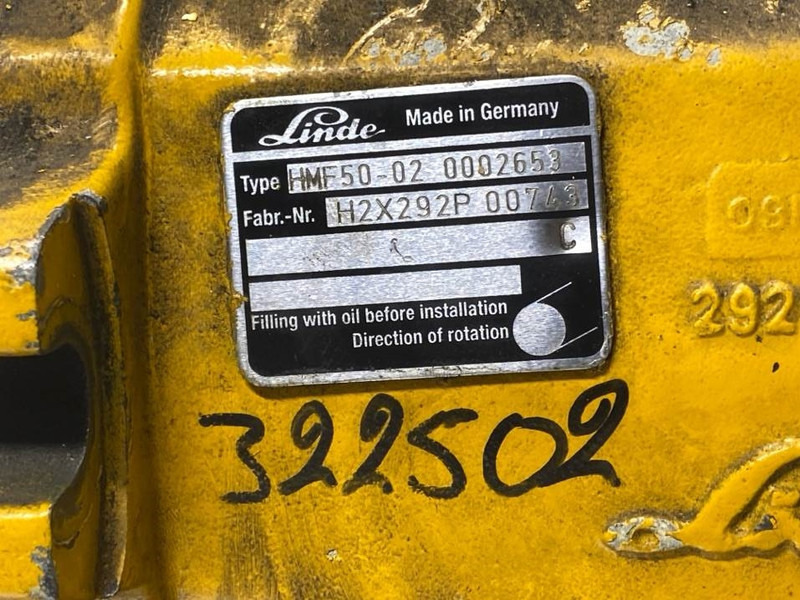 Linde Made in Germany
Type HMF50-02 0002653
Fabr.-Nr. H2X292P 00743
C
Filling with oil before installation
Direction of rotation
322502
292